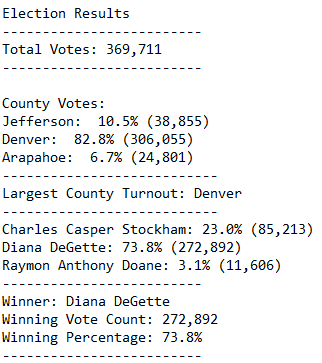 Election Results
-------------------------
Total Votes: 369,711
-------------------------

County Votes:
Jefferson:  10.5% (38,855)
Denver:  82.8% (306,055)
Arapahoe:  6.7% (24,801)
---------------------------
Largest County Turnout: Denver
---------------------------
Charles Casper Stockham: 23.0% (85,213)
Diana DeGette: 73.8% (272,892)
Raymon Anthony Doane: 3.1% (11,606)
-------------------------
Winner: Diana DeGette
Winning Vote Count: 272,892
Winning Percentage: 73.8%
-------------------------